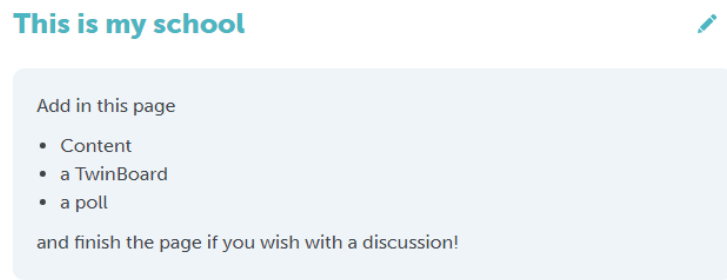 This is my school
Add in this page
• Content
• a TwinBoard
• a poll
and finish the page if you wish with a discussion!